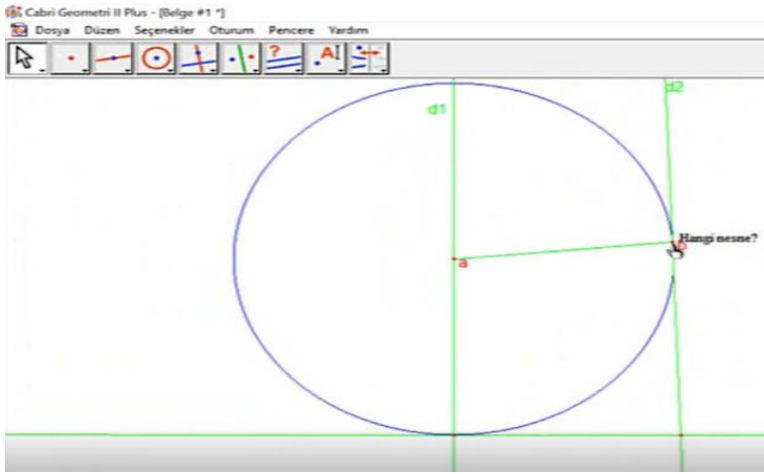 Cabri Geometri II Plus - [Belge #1 *]
Dosya Düzen Seçenekler Oturum Pencere Yardım
? A
d1
d2
Hangi nesne?
b
a